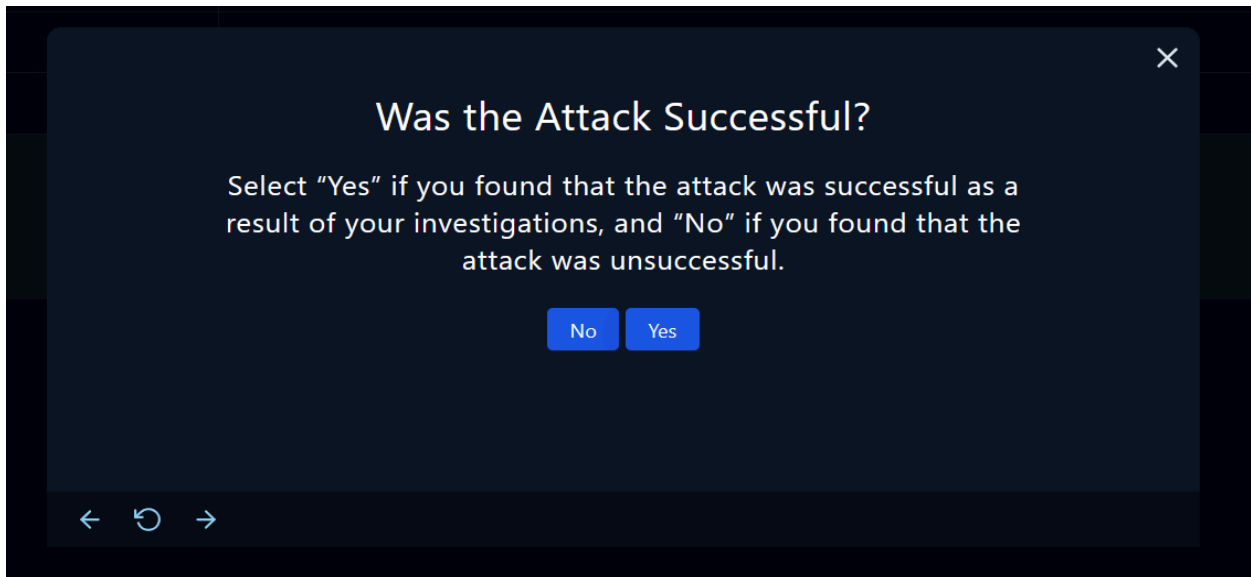 Was the Attack Successful?
Select “Yes” if you found that the attack was successful as a
result of your investigations, and “No” if you found that the
attack was unsuccessful.
No Yes